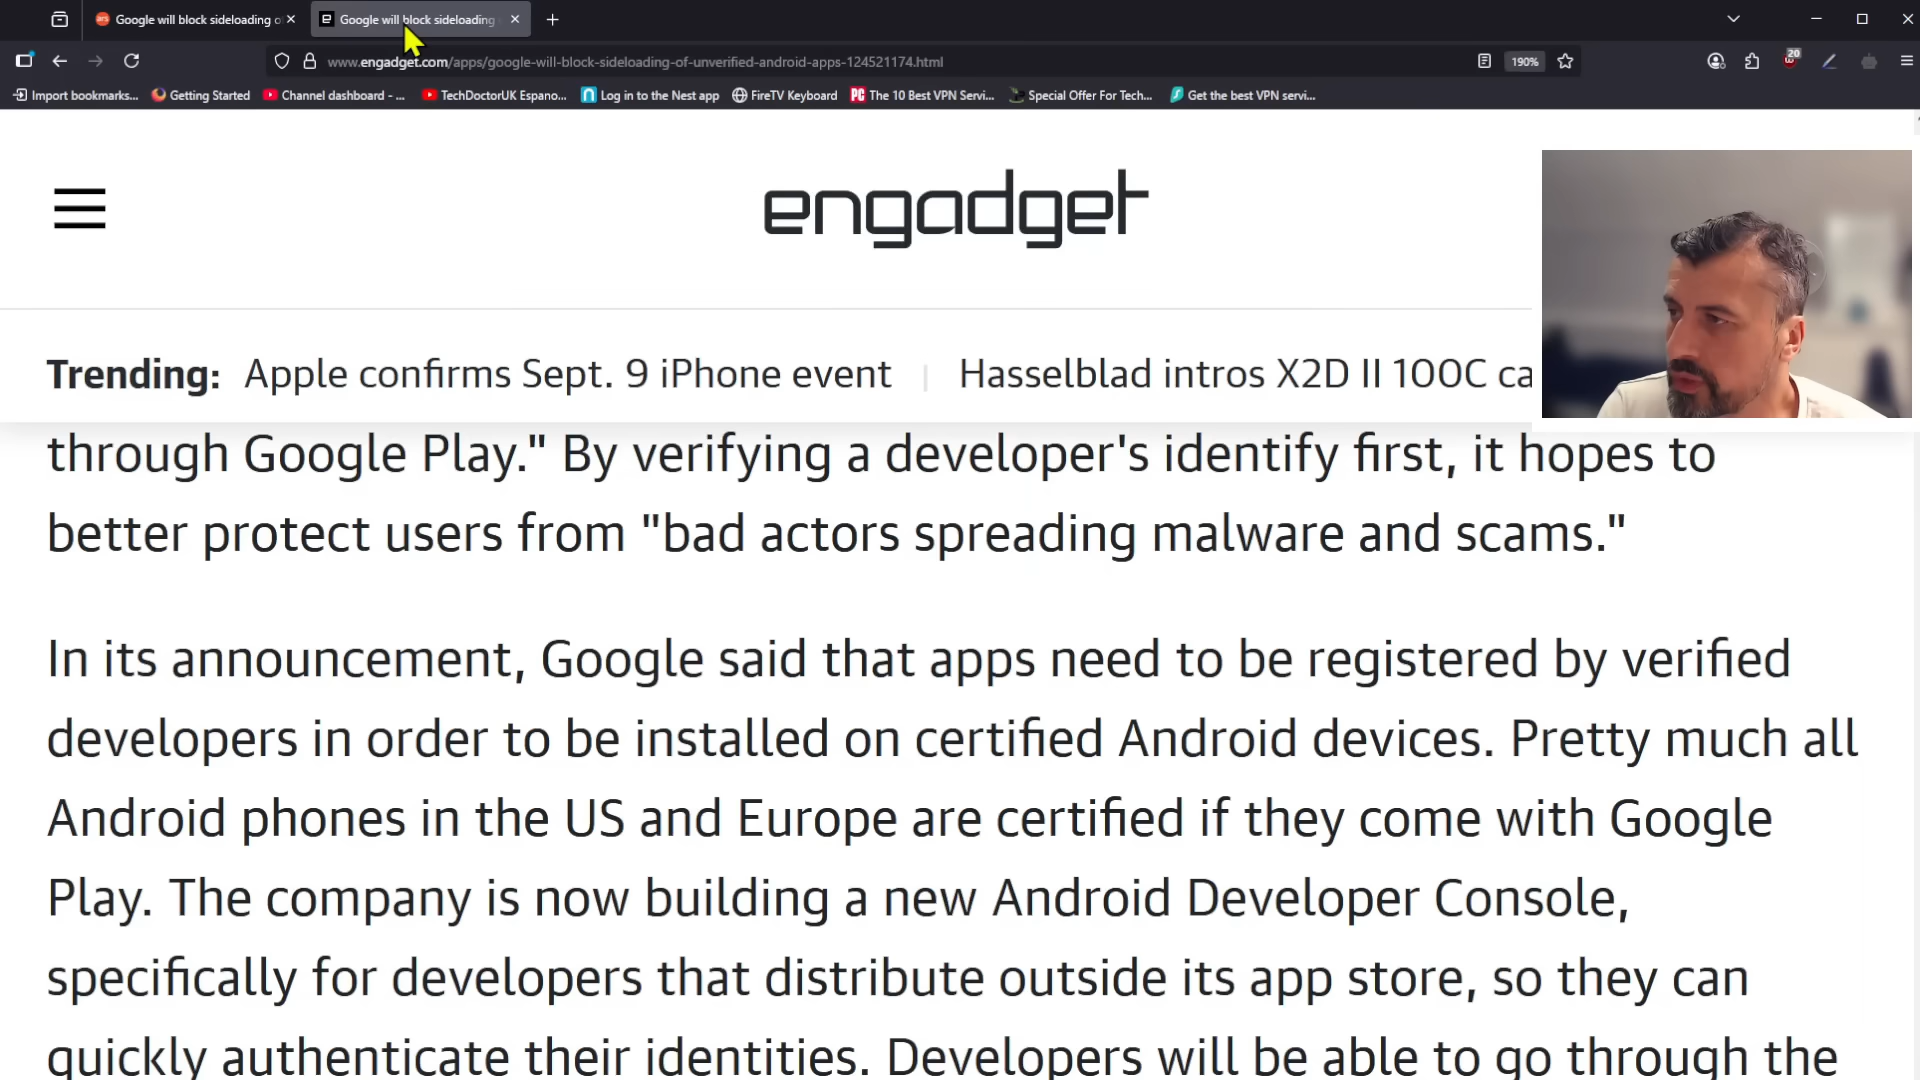 Google will block sideloading o
Google will block sideloading
www.engadget.com/apps/google-will-block-sideloading-of-unverified-android-apps-124521174.html
190%
20
Import bookmarks...
Getting Started
Channel dashboard - ...
TechDoctorUK Espano...
Log in to the Nest app
FireTV Keyboard
PC The 10 Best VPN Servi...
Special Offer For Tech...
Get the best VPN servi...
engadget
Trending: Apple confirms Sept. 9 iPhone event | Hasselblad intros X2D II 100C ca
through Google Play." By verifying a developer's identify first, it hopes to
better protect users from "bad actors spreading malware and scams."
In its announcement, Google said that apps need to be registered by verified
developers in order to be installed on certified Android devices. Pretty much all
Android phones in the US and Europe are certified if they come with Google
Play. The company is now building a new Android Developer Console,
specifically for developers that distribute outside its app store, so they can
quickly authenticate their identities. Developers will be able to go through the